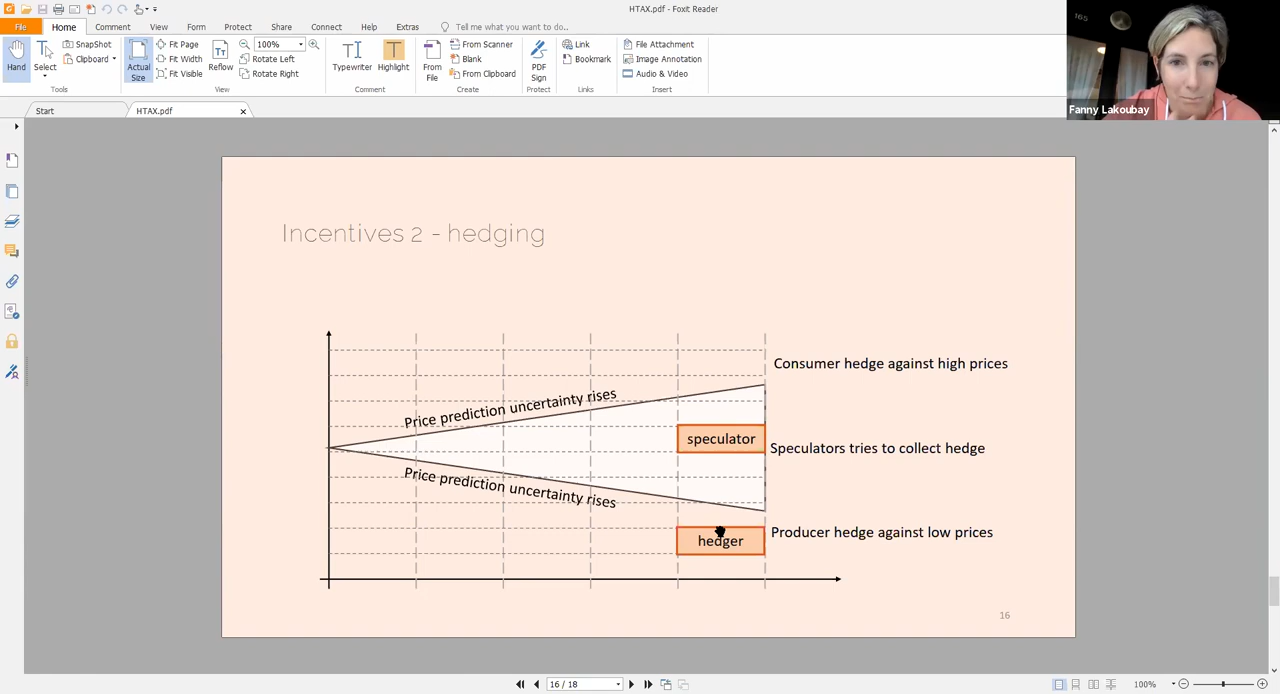 HTAX.pdf - Foxit Reader
File
Home
Comment
View
Form
Protect
Share
Connect
Help
Extras
Tell me what you want to do..
Hand
Select
SnapShot
Clipboard
Tools
Actual
Size
Fit Page
Fit Width
Fit Visible
Reflow
100%
Rotate Left
Rotate Right
View
Typewriter
Highlight
Comment
From
File
From Scanner
Blank
From Clipboard
Create
PDF
Sign
Protect
Link
Bookmark
Links
File Attachment
Image Annotation
Audio & Video
Insert
165
Fanny Lakoubay
Start
HTAX.pdf
Incentives 2 - hedging
Consumer hedge against high prices
Price prediction uncertainty rises
speculator
Speculators tries to collect hedge
Price prediction uncertainty rises
hedger
Producer hedge against low prices
16
16 / 18
100%